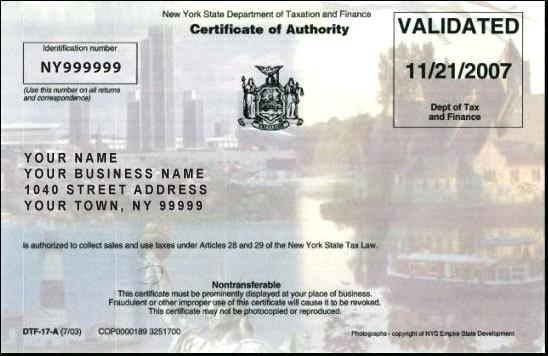 New York State Department of Taxation and Finance
Certificate of Authority
Identification number
NY999999
(Use this number on all returns
and correspondence)
VALIDATED
11/21/2007
Dept of Tax
and Finance
YOUR NAME
YOUR BUSINESS NAME
1040 STREET ADDRESS
YOUR TOWN, NY 99999
is authorized to collect sales and use taxes under Articles 28 and 29 of the New York State Tax Law.
Nontransferable
This certificate must be prominently displayed at your place of business.
Fraudulent or other improper use of this certificate will cause it to be revoked.
This certificate may not be photocopied or reproduced.
DTF-17-A (7/03) COP0000189 3251700
Photographs - copyright of NYS Empire State Development